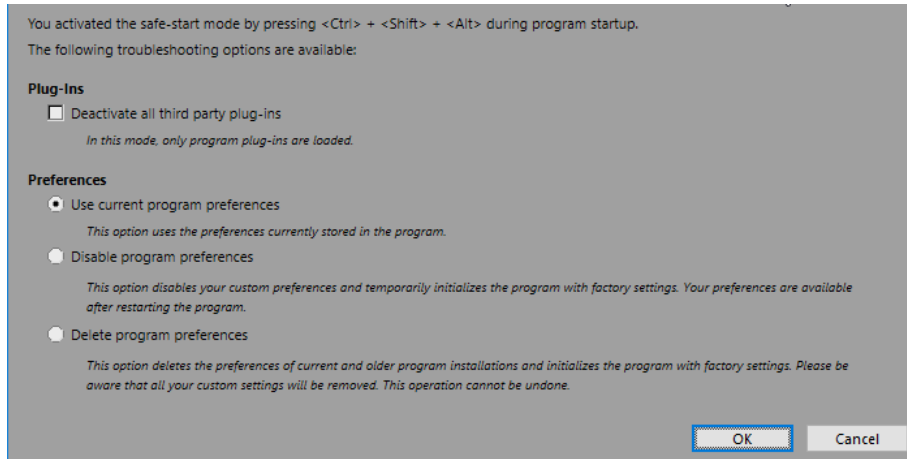 You activated the safe-start mode by pressing <Ctrl> + <Shift> + <Alt> during program startup.
The following troubleshooting options are available:
Plug-Ins
Deactivate all third party plug-ins
In this mode, only program plug-ins are loaded.
Preferences
Use current program preferences
This option uses the preferences currently stored in the program.
Disable program preferences
This option disables your custom preferences and temporarily initializes the program with factory settings. Your preferences are available
after restarting the program.
Delete program preferences
This option deletes the preferences of current and older program installations and initializes the program with factory settings. Please be
aware that all your custom settings will be removed. This operation cannot be undone.
OK Cancel